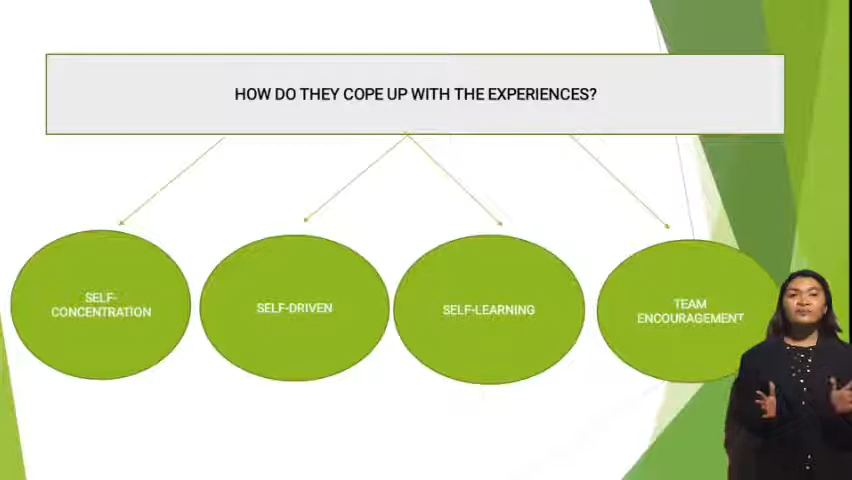 HOW DO THEY COPE UP WITH THE EXPERIENCES?
SELF-
CONCENTRATION
SELF-DRIVEN
SELF-LEARNING
TEAM
ENCOURAGEMENT